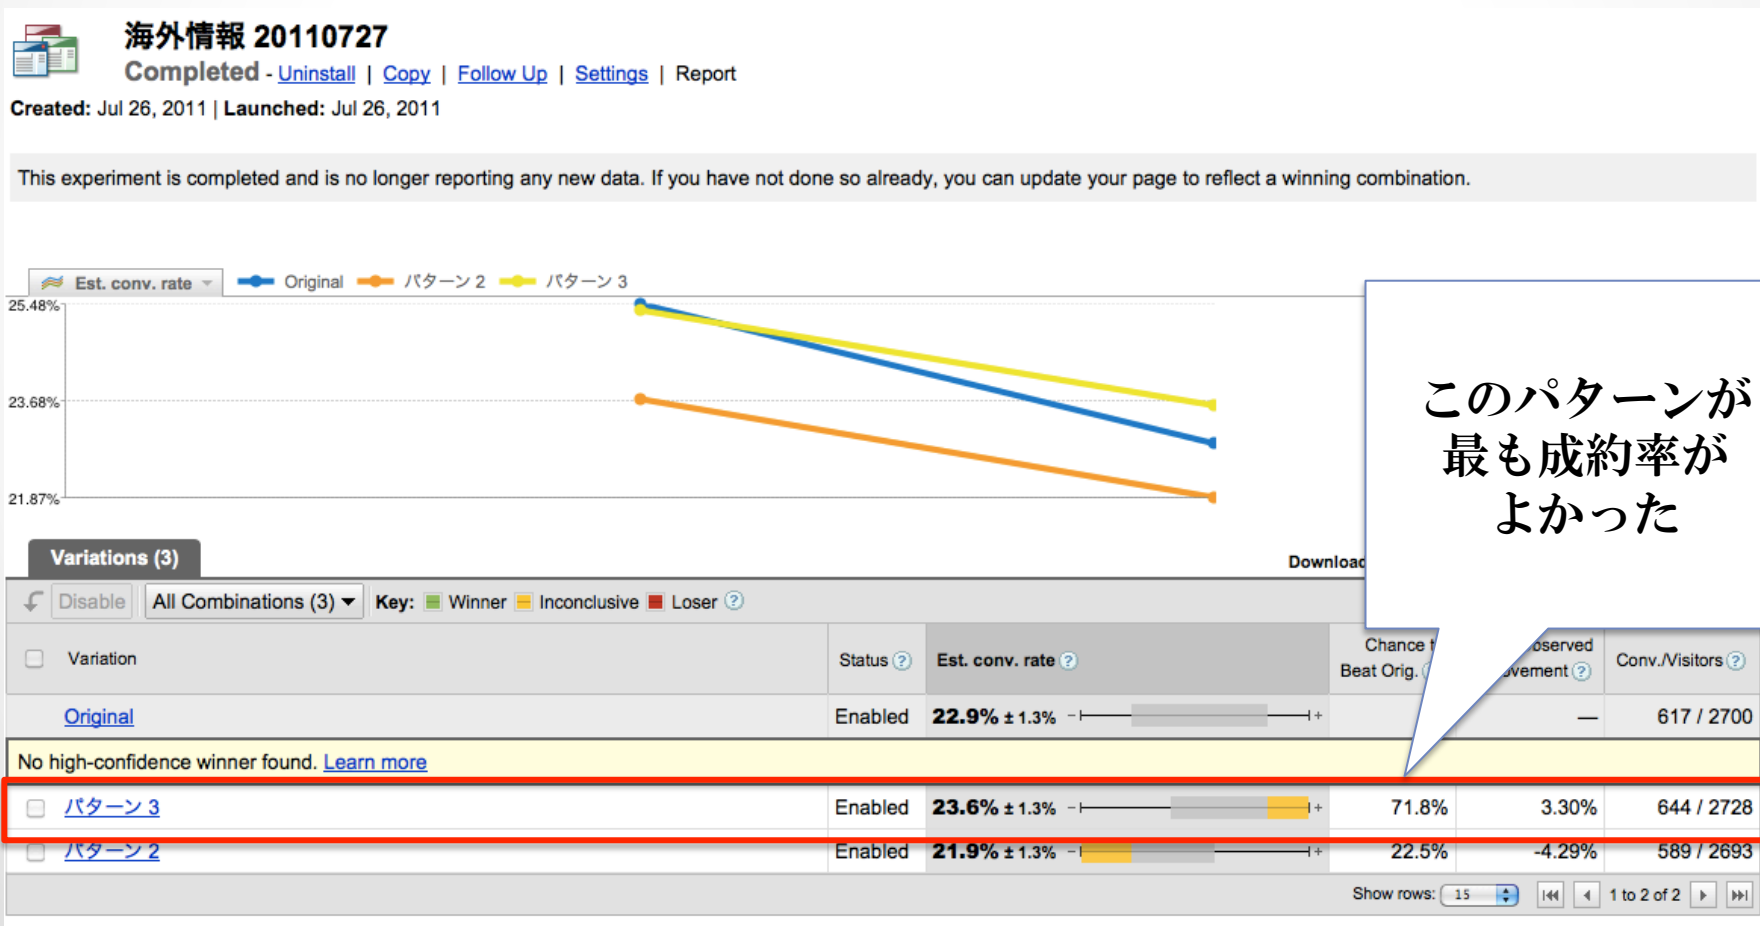 海外情報 20110727
Completed - Uninstall | Copy | Follow Up | Settings | Report
Created: Jul 26, 2011 | Launched: Jul 26, 2011
This experiment is completed and is no longer reporting any new data. If you have not done so already, you can update your page to reflect a winning combination.
Est. conv. rate Original パターン 2 パターン 3
25.48%
23.68%
21.87%
このパターンが
最も成約率が
よかった
Variations (3)
Download
Disable All Combinations (3) Key: Winner Inconclusive Loser ?
Variation Status ? Est. conv. rate ? Chance t Beat Orig. Observed vement ? Conv./Visitors ?
Original Enabled 22.9% ± 1.3% - + — 617 / 2700
No high-confidence winner found. Learn more
パターン 3 Enabled 23.6% ± 1.3% - + 71.8% 3.30% 644 / 2728
パターン 2 Enabled 21.9% ± 1.3% - + 22.5% -4.29% 589 / 2693
Show rows: 15 1 to 2 of 2